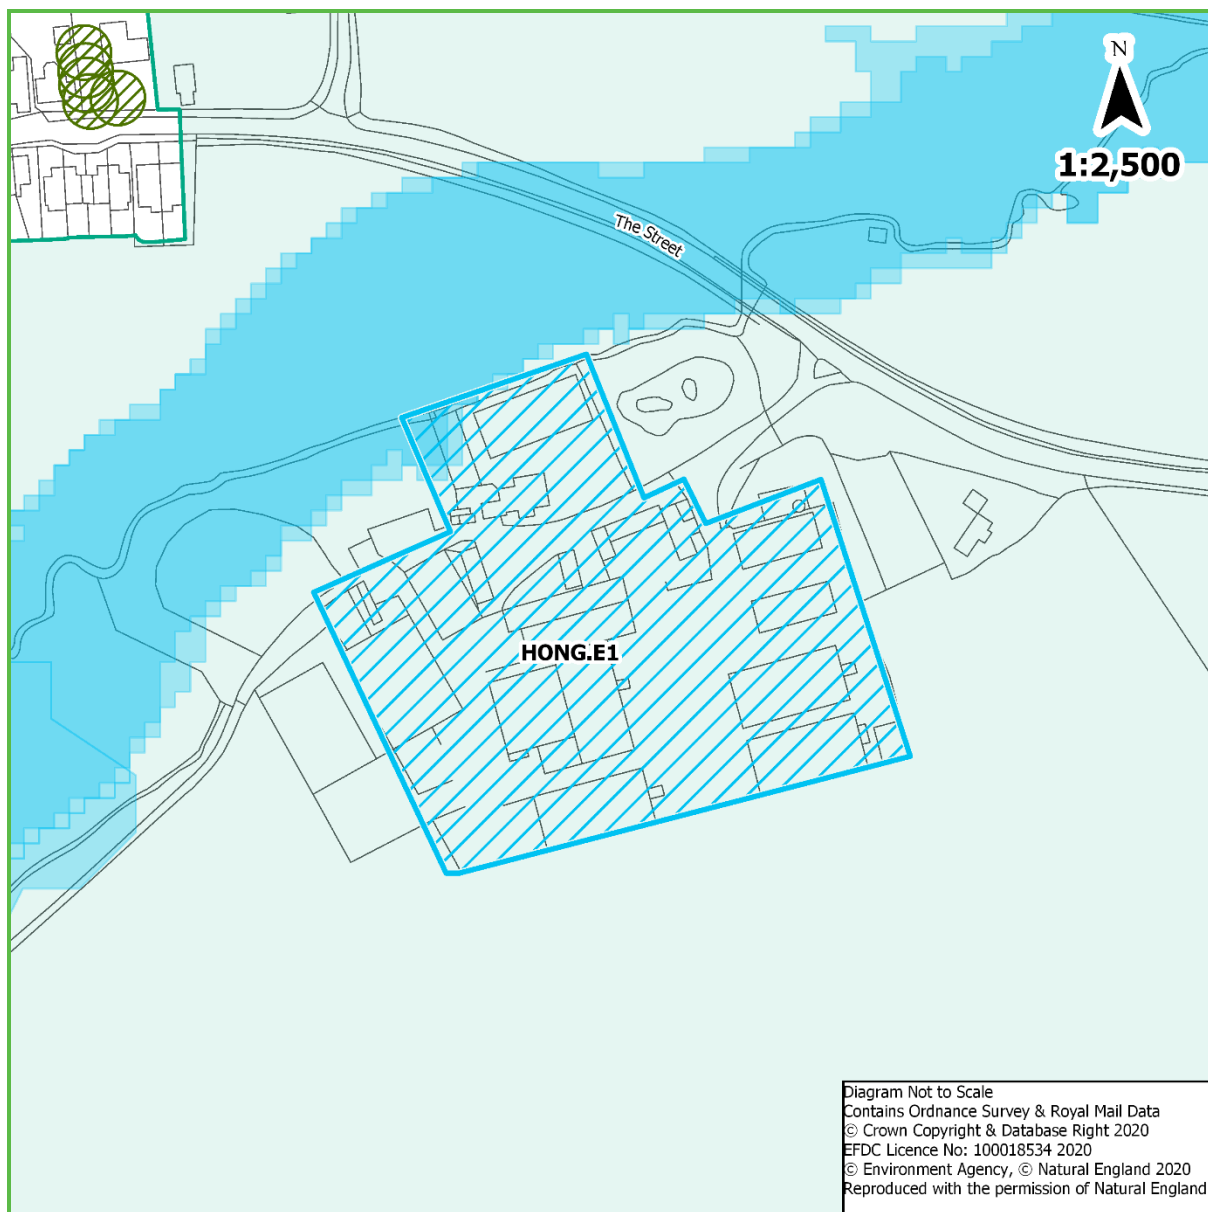 N
1:2,500
The Street
HONG.E1
Diagram Not to Scale
Contains Ordnance Survey & Royal Mail Data
© Crown Copyright & Database Right 2020
EFDC Licence No: 100018534 2020
© Environment Agency, © Natural England 2020
Reproduced with the permission of Natural England